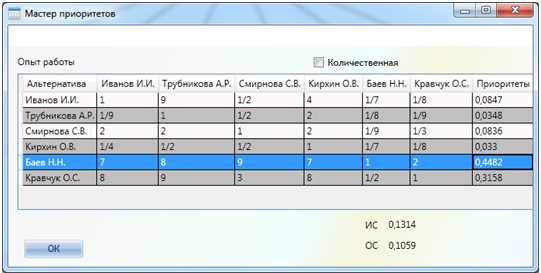 Мастер приоритетов
Опыт работы Количественная
Альтернатива Иванов И.И. Трубникова А.Р. Смирнова С.В. Кирхин О.В. Баев Н.Н. Кравчук О.С. Приоритеты
Иванов И.И. 1 9 1/2 4 1/7 1/8 0,0847
Трубникова А.Р. 1/9 1 1/2 2 1/8 1/9 0,0348
Смирнова С.В. 2 2 1 2 1/9 1/3 0,0836
Кирхин О.В. 1/4 1/2 1/2 1 1/7 1/8 0,033
Баев Н.Н. 7 8 9 7 1 2 0,4482
Кравчук О.С. 8 9 3 8 1/2 1 0,3158
ИС 0,1314
ОК ОС 0,1059